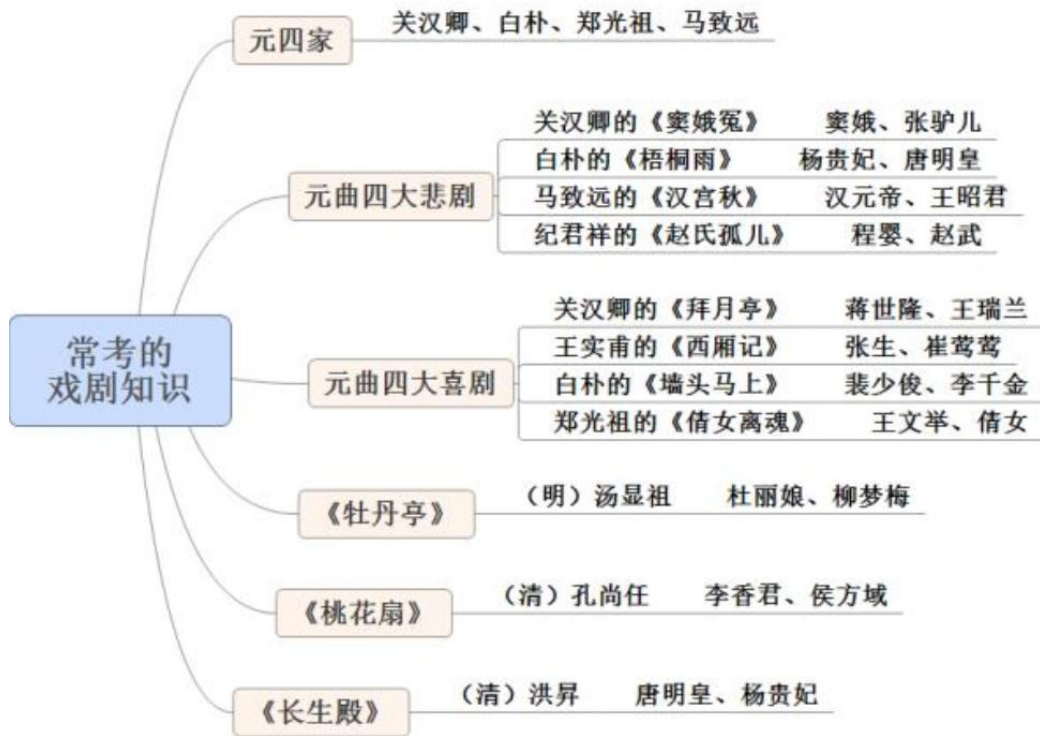 常考的
戏剧知识
元四家
关汉卿、白朴、郑光祖、马致远
元曲四大悲剧
关汉卿的《窦娥冤》 窦娥、张驴儿
白朴的《梧桐雨》 杨贵妃、唐明皇
马致远的《汉宫秋》 汉元帝、王昭君
纪君祥的《赵氏孤儿》 程婴、赵武
元曲四大喜剧
关汉卿的《拜月亭》 蒋世隆、王瑞兰
王实甫的《西厢记》 张生、崔莺莺
白朴的《墙头马上》 裴少俊、李千金
郑光祖的《倩女离魂》 王文举、倩女
《牡丹亭》
（明）汤显祖 杜丽娘、柳梦梅
《桃花扇》
（清）孔尚任 李香君、侯方域
《长生殿》
（清）洪昇 唐明皇、杨贵妃